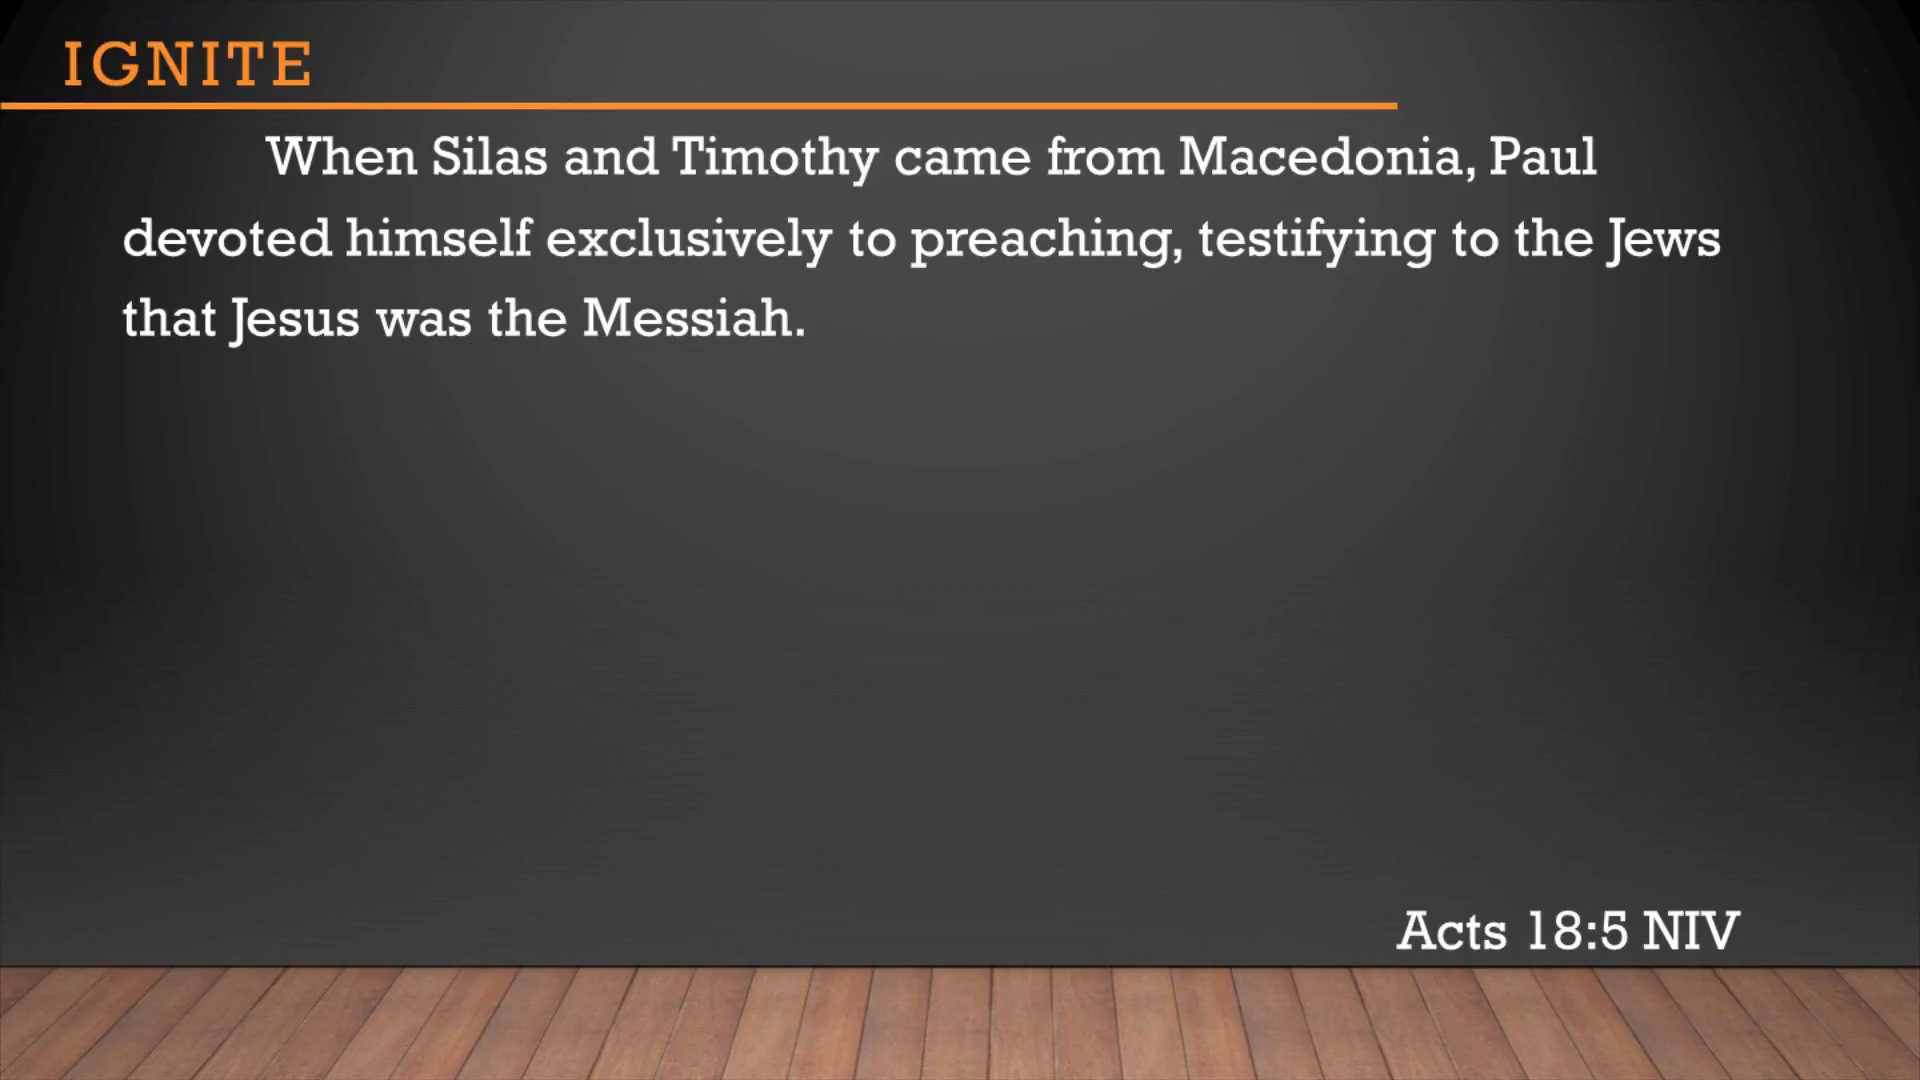 IGNITE
When Silas and Timothy came from Macedonia, Paul
devoted himself exclusively to preaching, testifying to the Jews
that Jesus was the Messiah.
Acts 18:5 NIV